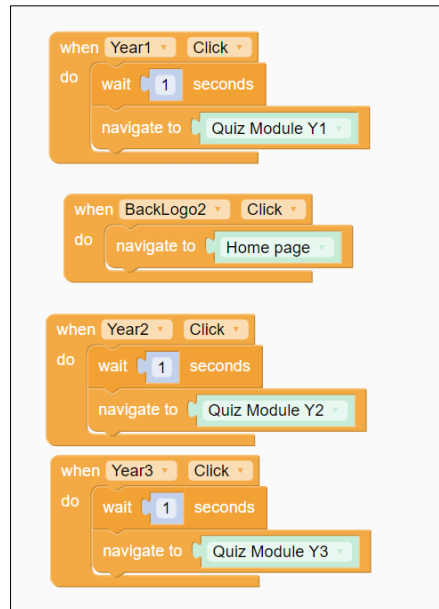 when Year1 Click
do wait 1 seconds
navigate to Quiz Module Y1
when BackLogo2 Click
do navigate to Home page
when Year2 Click
do wait 1 seconds
navigate to Quiz Module Y2
when Year3 Click
do wait 1 seconds
navigate to Quiz Module Y3